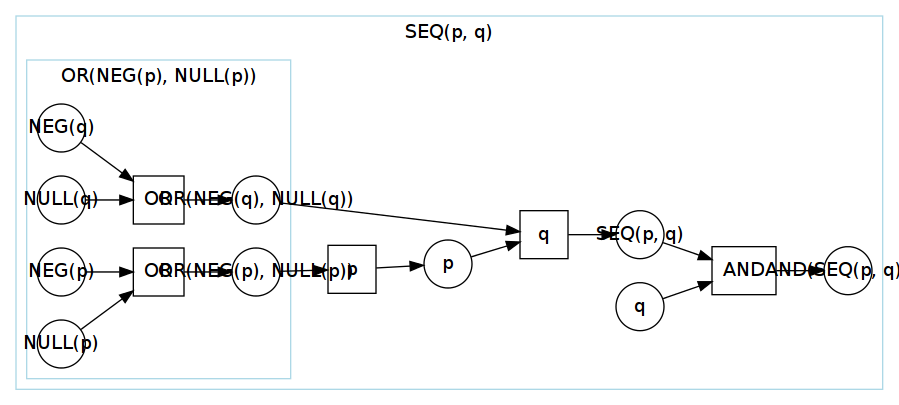 SEQ(p, q)
OR(NEG(p), NULL(p))
NEG(q)
NULL(q)
OR
OR(NEG(q), NULL(q))
NEG(p)
OR
OR(NEG(p), NULL(p))
NULL(p)
p
p
q
SEQ(p, q)
q
AND
AND(SEQ(p, q)